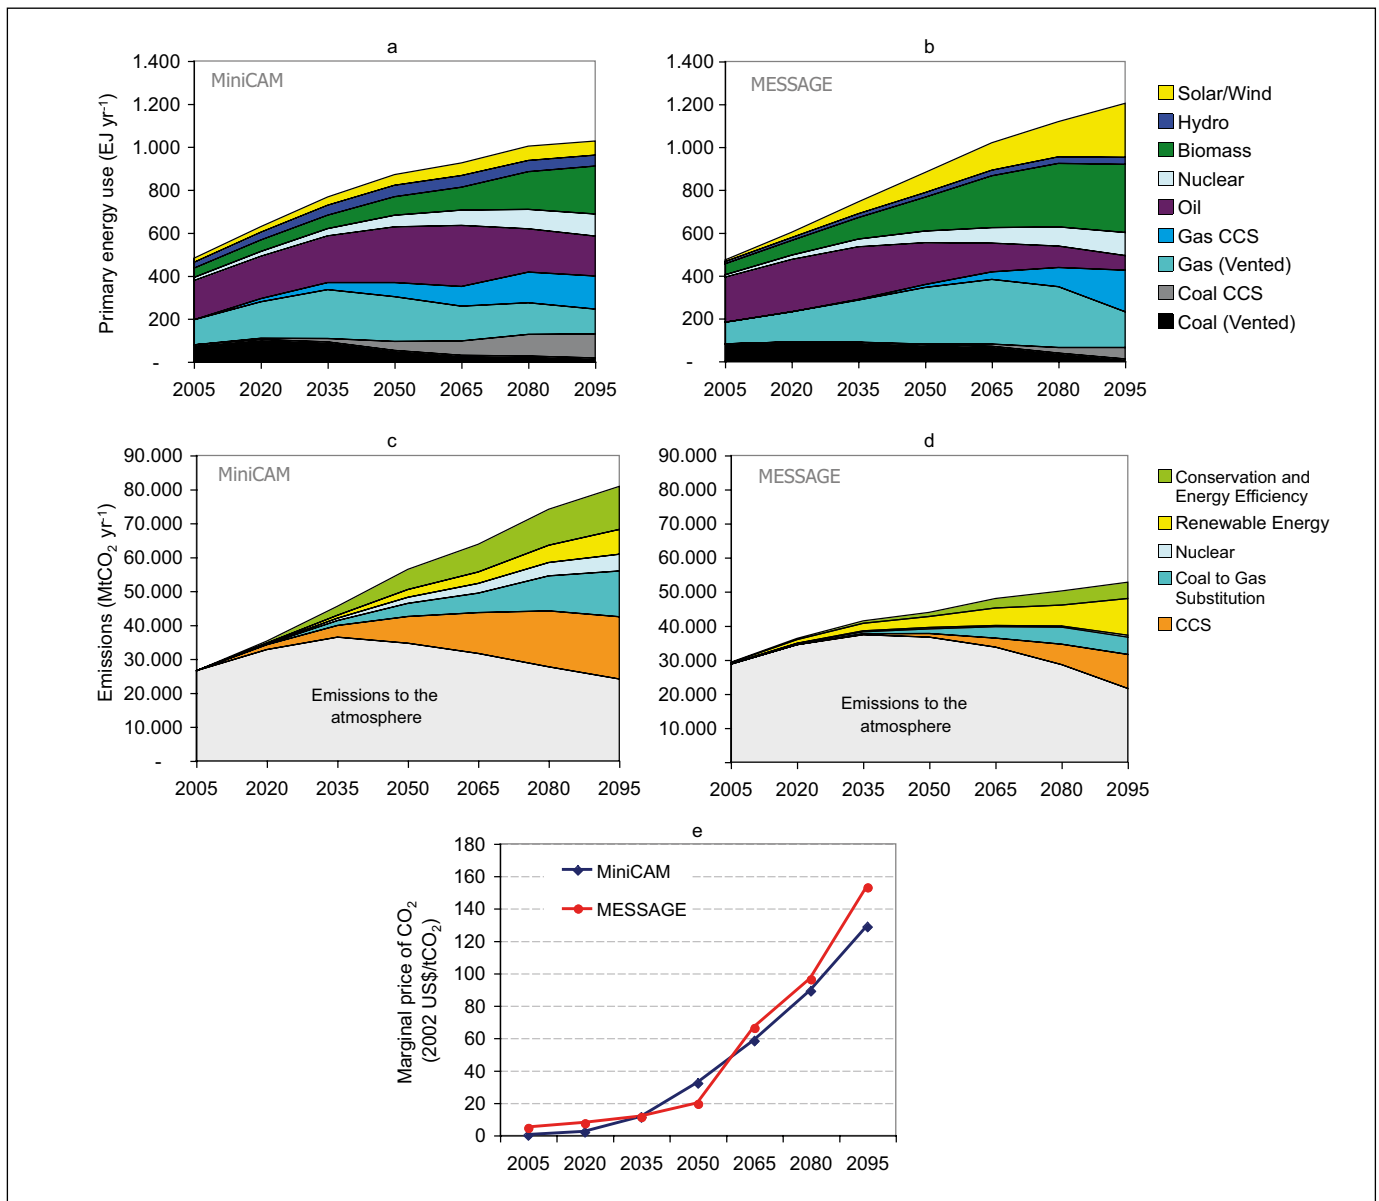 a
MiniCAM
Primary energy use (EJ yr⁻¹)
1.400
1.200
1.000
800
600
400
200
-
2005 2020 2035 2050 2065 2080 2095
b
MESSAGE
1.400
1.200
1.000
800
600
400
200
-
2005 2020 2035 2050 2065 2080 2095
Solar/Wind
Hydro
Biomass
Nuclear
Oil
Gas CCS
Gas (Vented)
Coal CCS
Coal (Vented)
c
MiniCAM
Emissions (MtCO₂ yr⁻¹)
90.000
80.000
70.000
60.000
50.000
40.000
30.000
20.000
10.000
-
Emissions to the
atmosphere
2005 2020 2035 2050 2065 2080 2095
d
MESSAGE
90.000
80.000
70.000
60.000
50.000
40.000
30.000
20.000
10.000
-
Emissions to the
atmosphere
2005 2020 2035 2050 2065 2080 2095
Conservation and
Energy Efficiency
Renewable Energy
Nuclear
Coal to Gas
Substitution
CCS
e
Marginal price of CO₂
(2002 US$/tCO₂)
180
160
140
120
100
80
60
40
20
0
MiniCAM
MESSAGE
2005 2020 2035 2050 2065 2080 2095